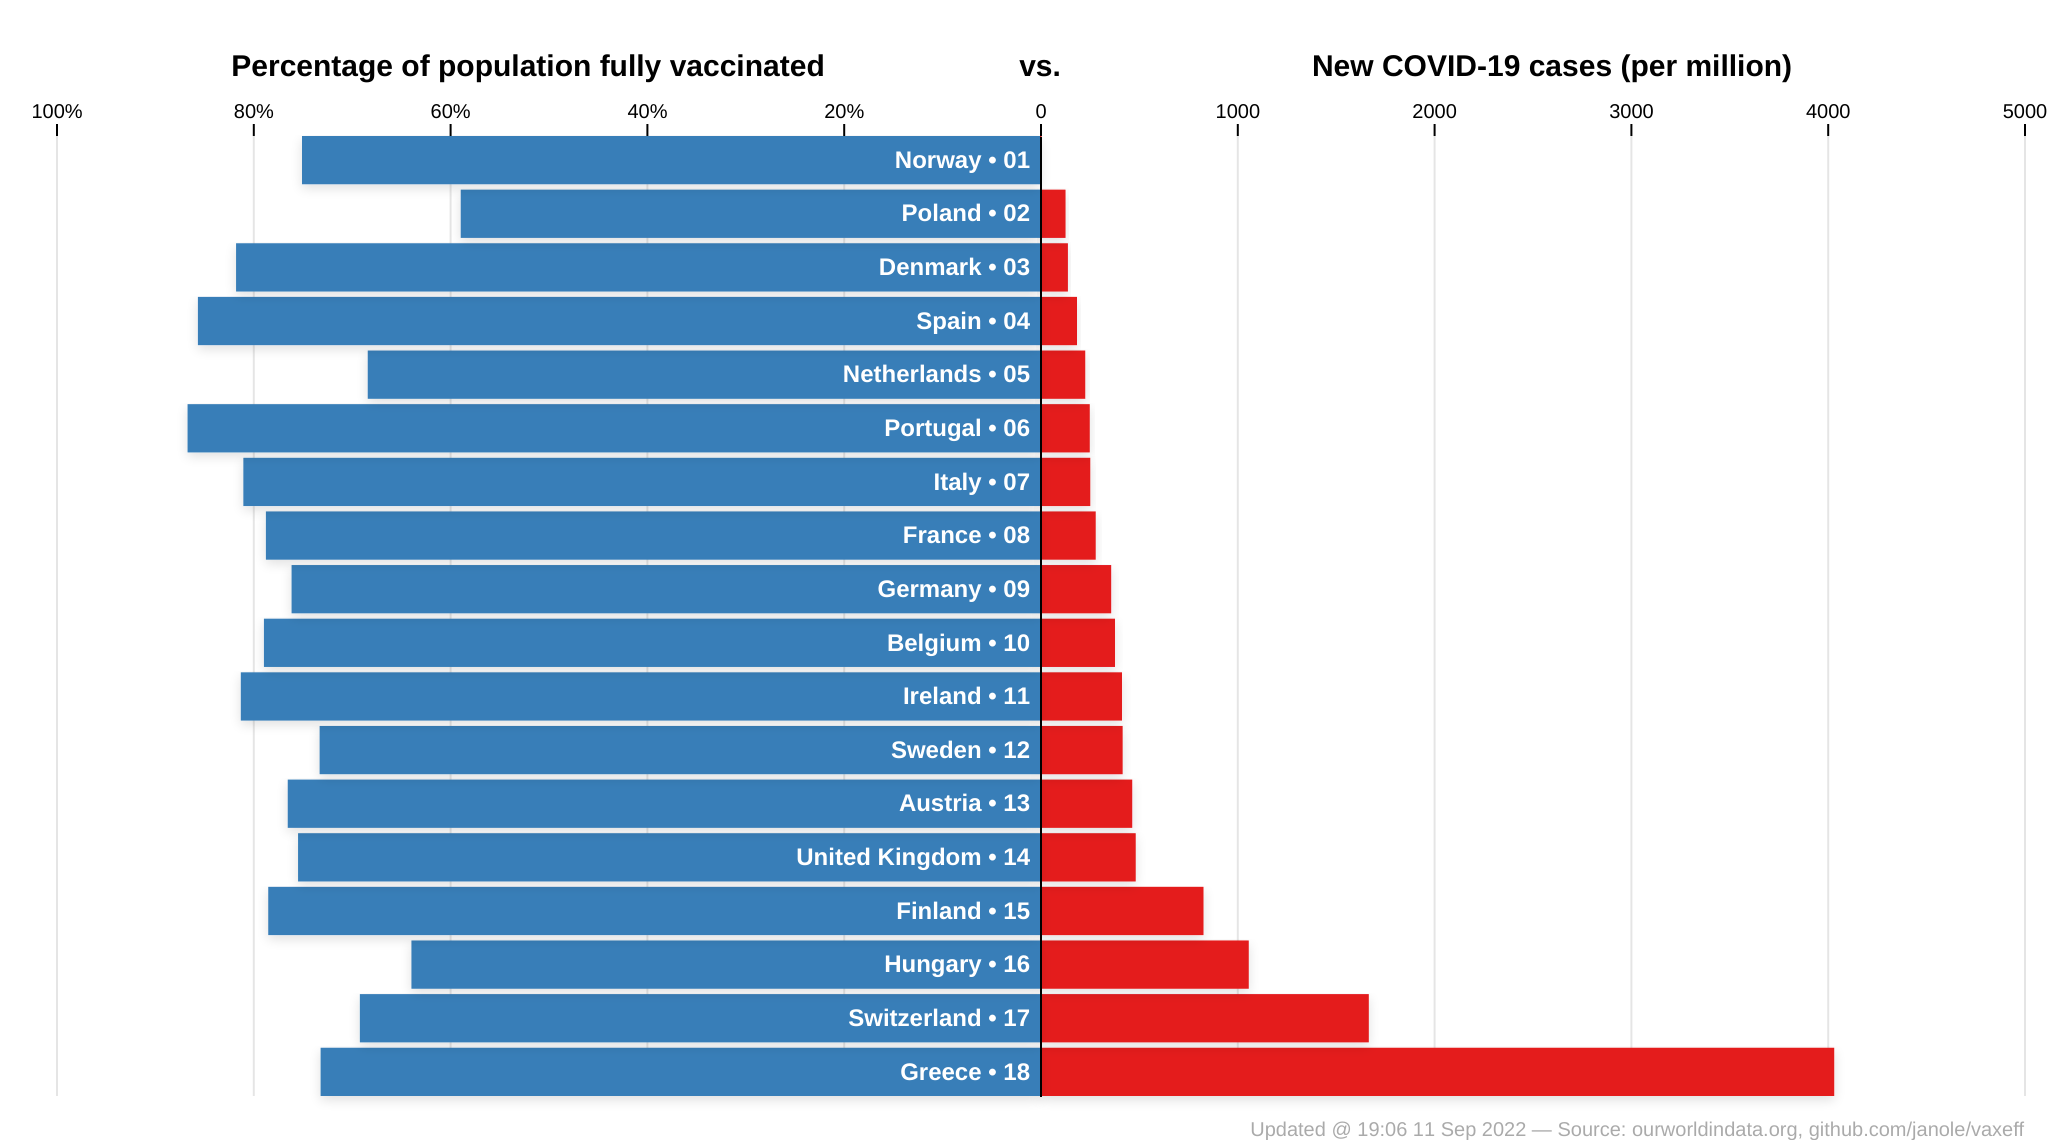 Percentage of population fully vaccinated vs. New COVID-19 cases (per million)
100% 80% 60% 40% 20% 0 1000 2000 3000 4000 5000
Norway • 01
Poland • 02
Denmark • 03
Spain • 04
Netherlands • 05
Portugal • 06
Italy • 07
France • 08
Germany • 09
Belgium • 10
Ireland • 11
Sweden • 12
Austria • 13
United Kingdom • 14
Finland • 15
Hungary • 16
Switzerland • 17
Greece • 18
Updated @ 19:06 11 Sep 2022 — Source: ourworldindata.org, github.com/janole/vaxeff